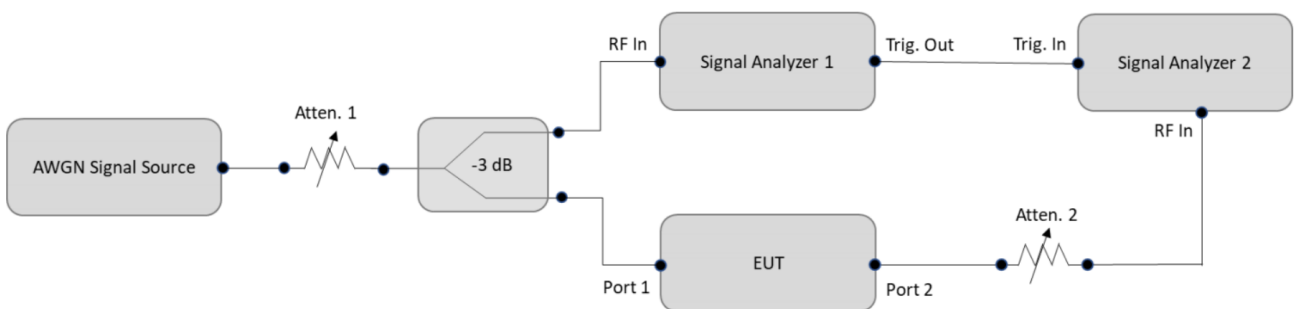 AWGN Signal Source
Atten. 1
-3 dB
RF In
Signal Analyzer 1
Trig. Out
Trig. In
Signal Analyzer 2
RF In
Port 1
EUT
Port 2
Atten. 2